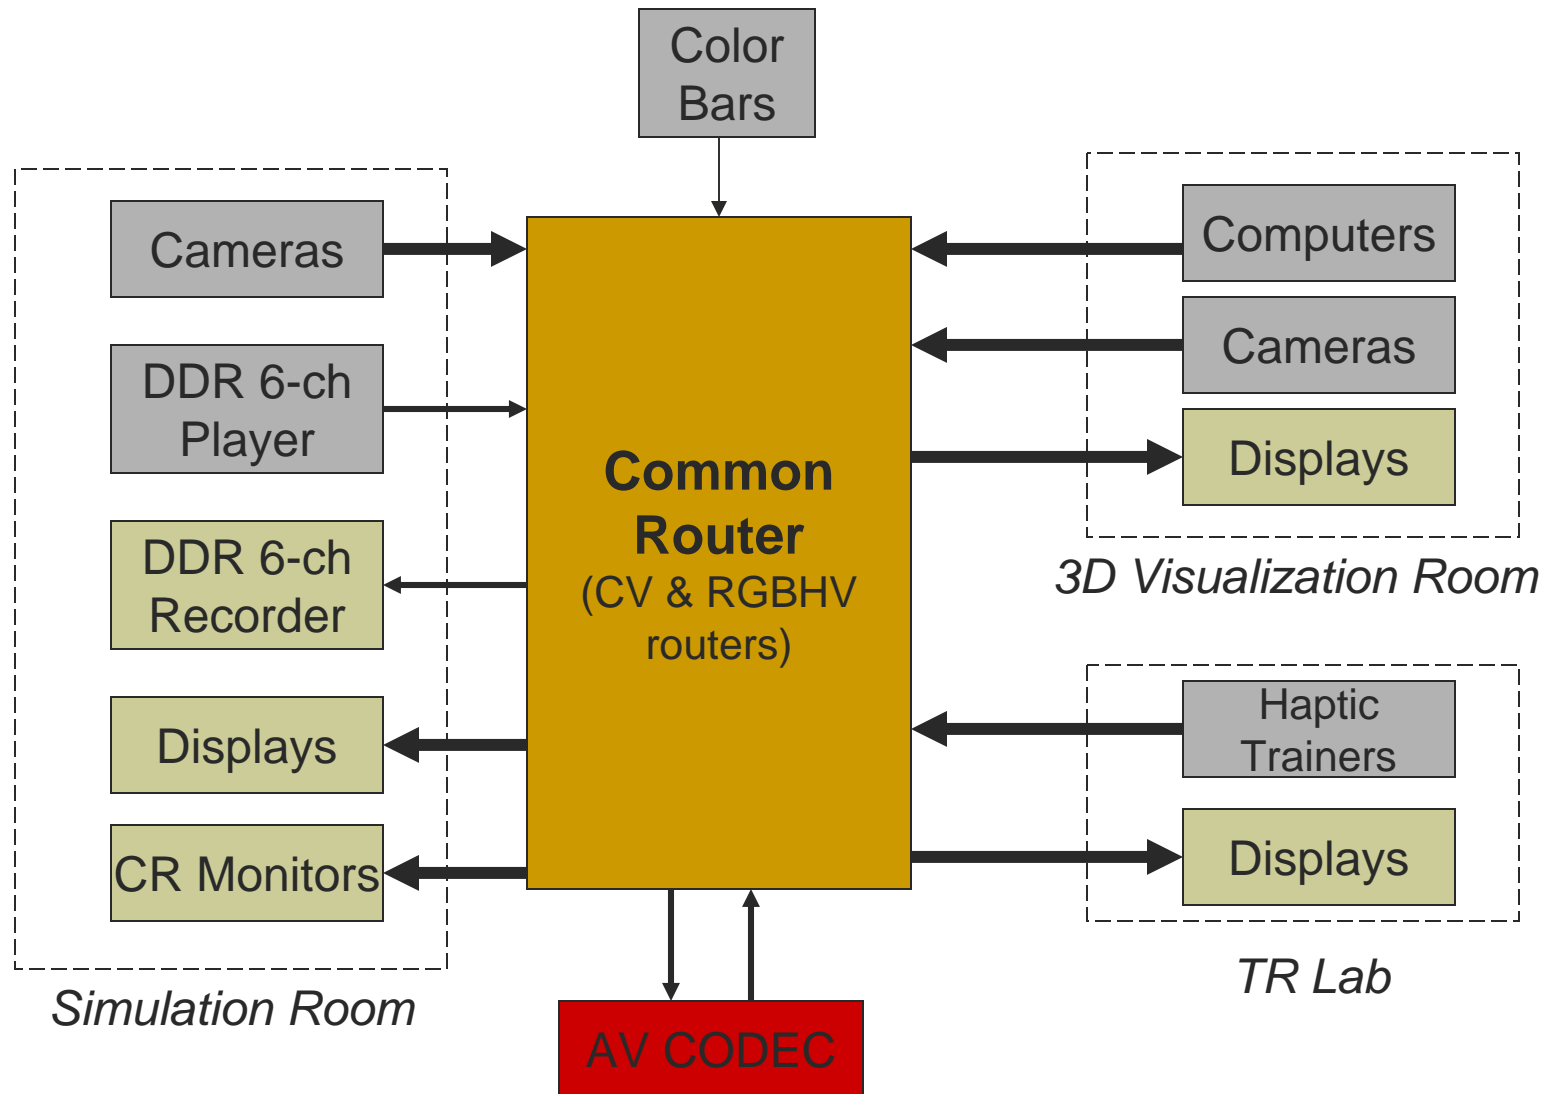 Color
Bars
Cameras
DDR 6-ch
Player
DDR 6-ch
Recorder
Displays
CR Monitors
Simulation Room
Common
Router
(CV & RGBHV
routers)
AV CODEC
Computers
Cameras
Displays
3D Visualization Room
Haptic
Trainers
Displays
TR Lab